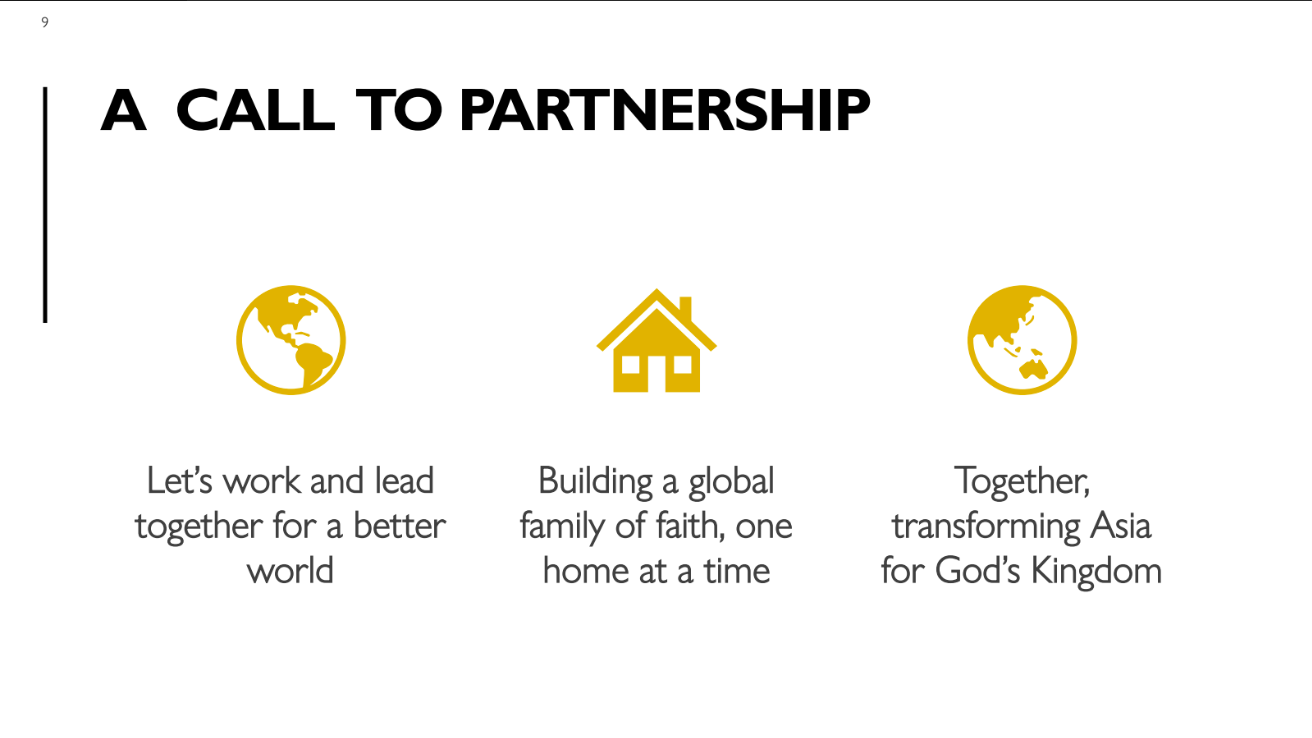 9
A CALL TO PARTNERSHIP
Let’s work and lead
together for a better
world
Building a global
family of faith, one
home at a time
Together,
transforming Asia
for God’s Kingdom